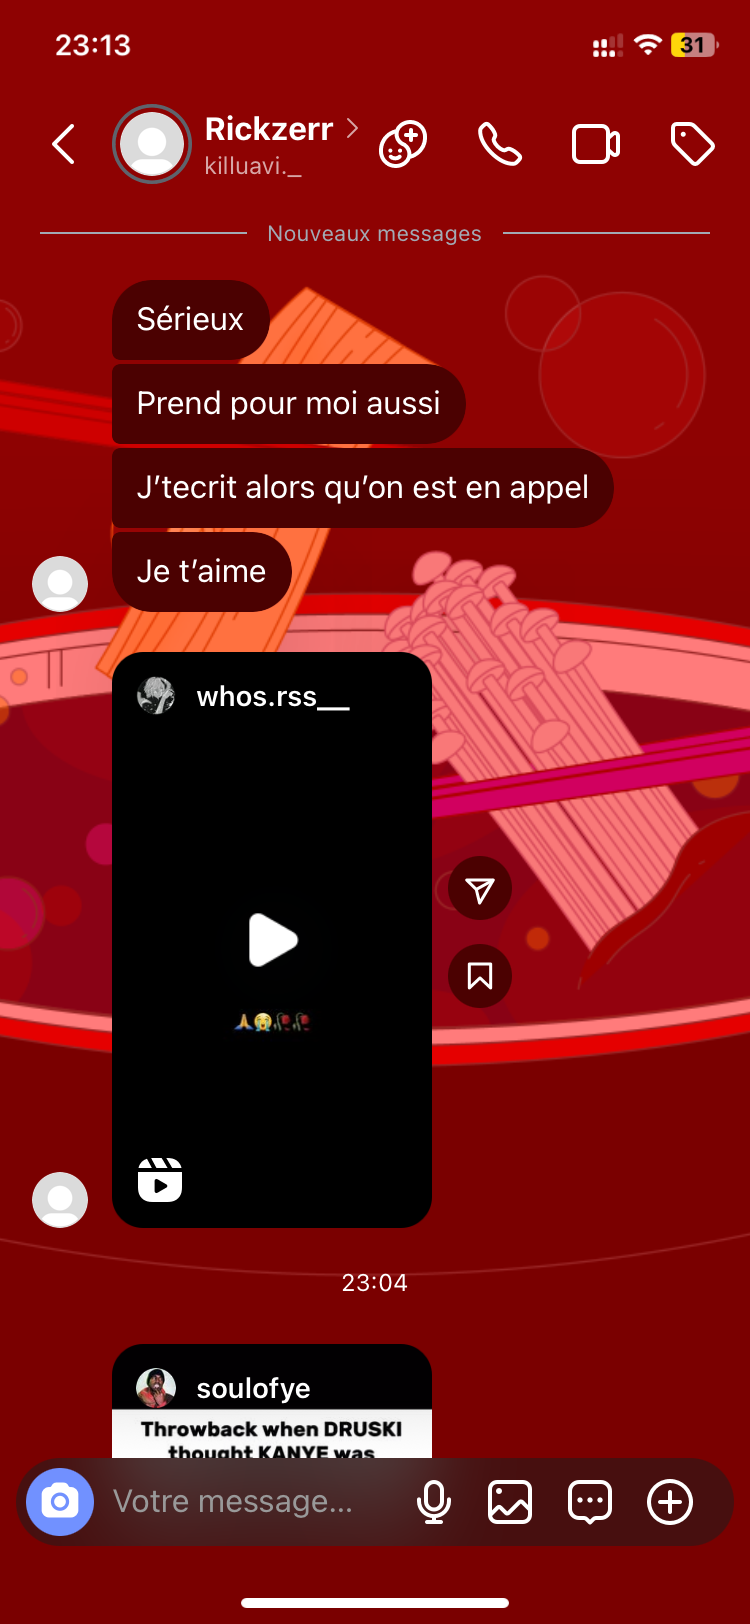 23:13
31
Rickzerr
killuavi._
Nouveaux messages
Sérieux
Prend pour moi aussi
J’tecrit alors qu’on est en appel
Je t’aime
whos.rss__
🙏😭🥀🥀
23:04
soulofye
Throwback when DRUSKI
thought KANYE was
Votre message...